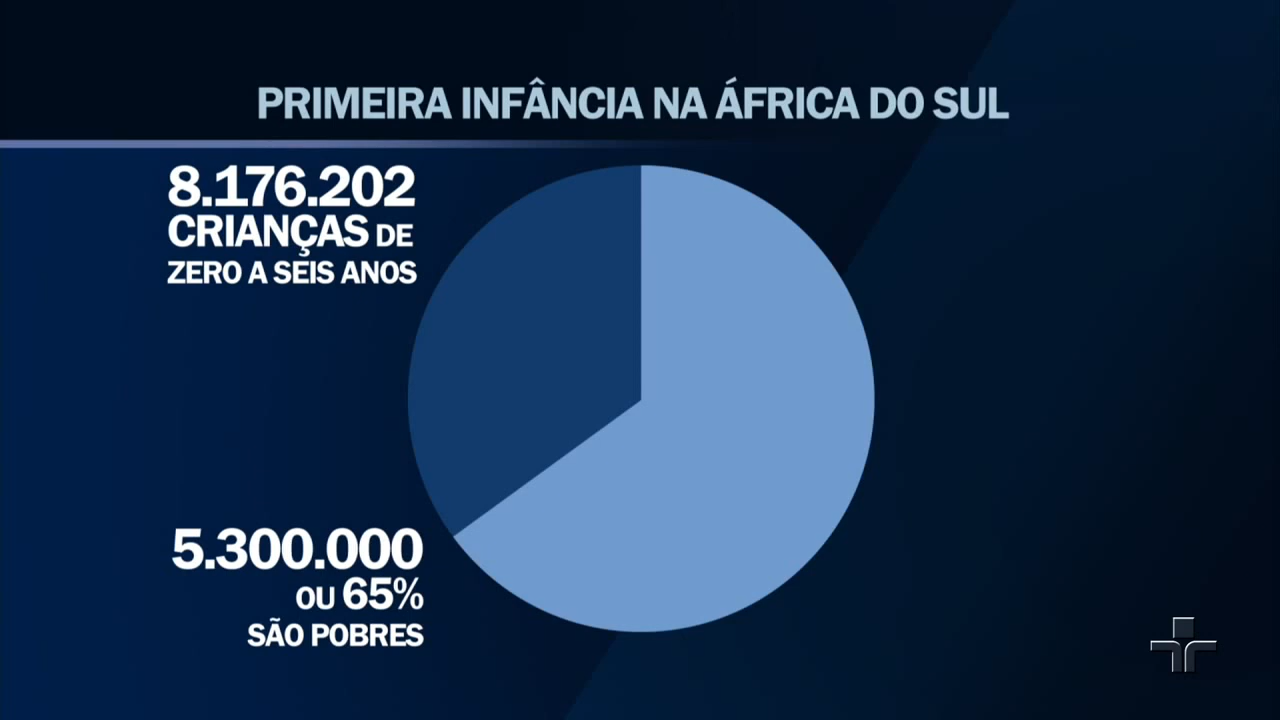 PRIMEIRA INFÂNCIA NA ÁFRICA DO SUL
8.176.202
CRIANÇAS DE
ZERO A SEIS ANOS
5.300.000
OU 65%
SÃO POBRES